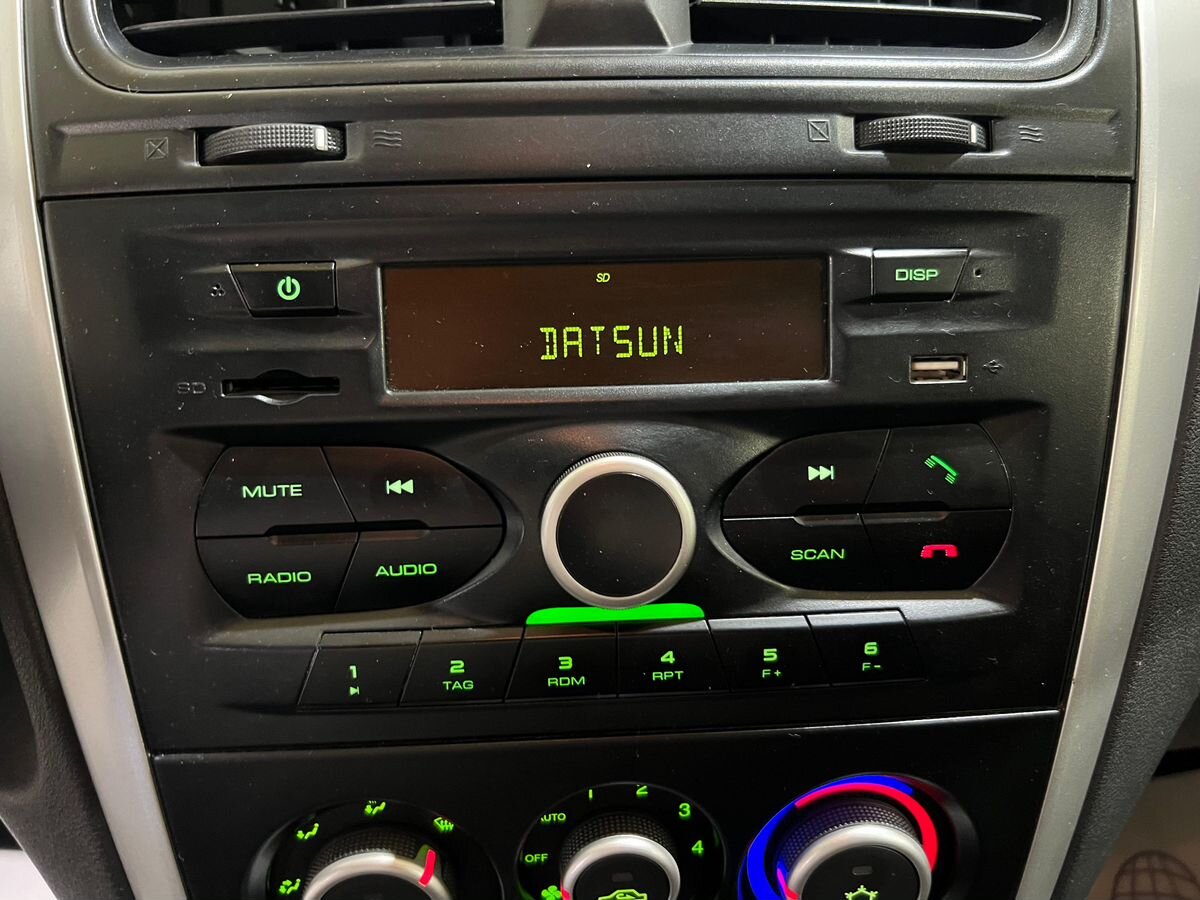 SD
DISP
DATSUN
SD
MUTE
RADIO
AUDIO
SCAN
1
2
TAG
3
RDM
4
RPT
5
F+
6
F-
AUTO
1
2
3
4
OFF